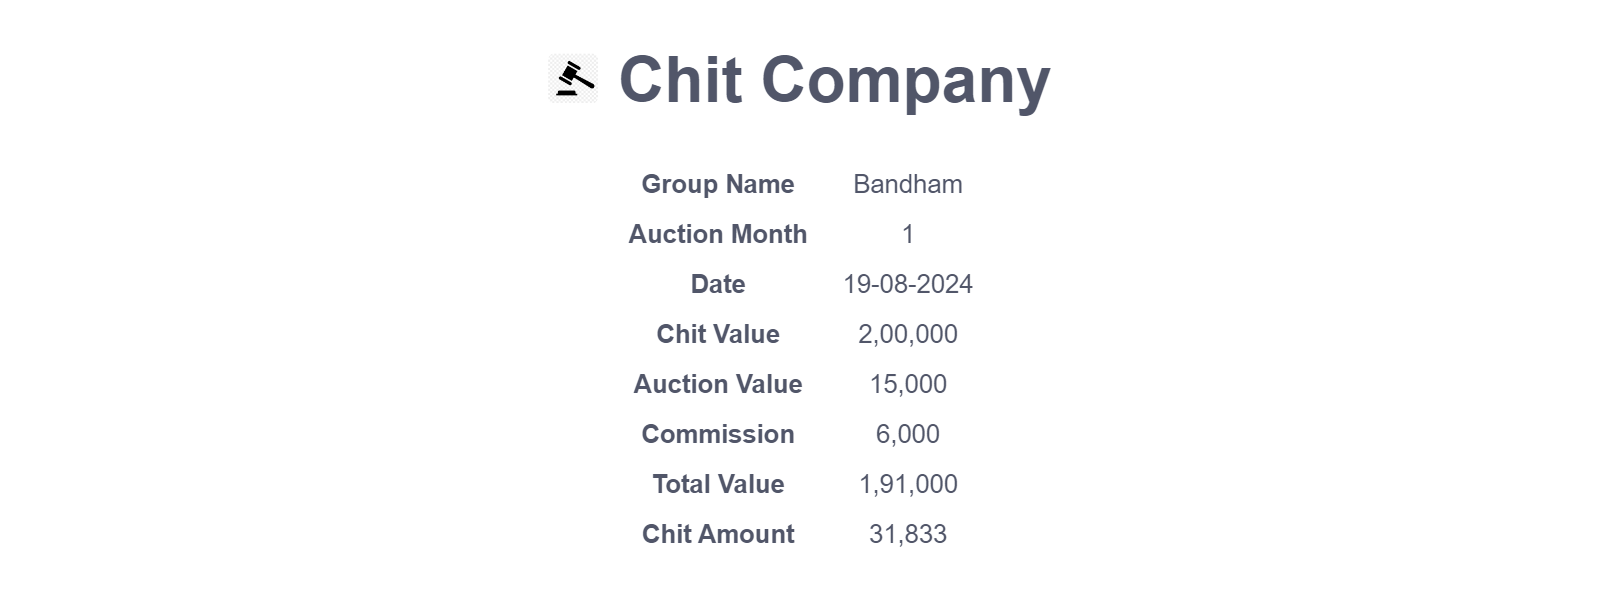 Chit Company
Group Name Bandham
Auction Month 1
Date 19-08-2024
Chit Value 2,00,000
Auction Value 15,000
Commission 6,000
Total Value 1,91,000
Chit Amount 31,833